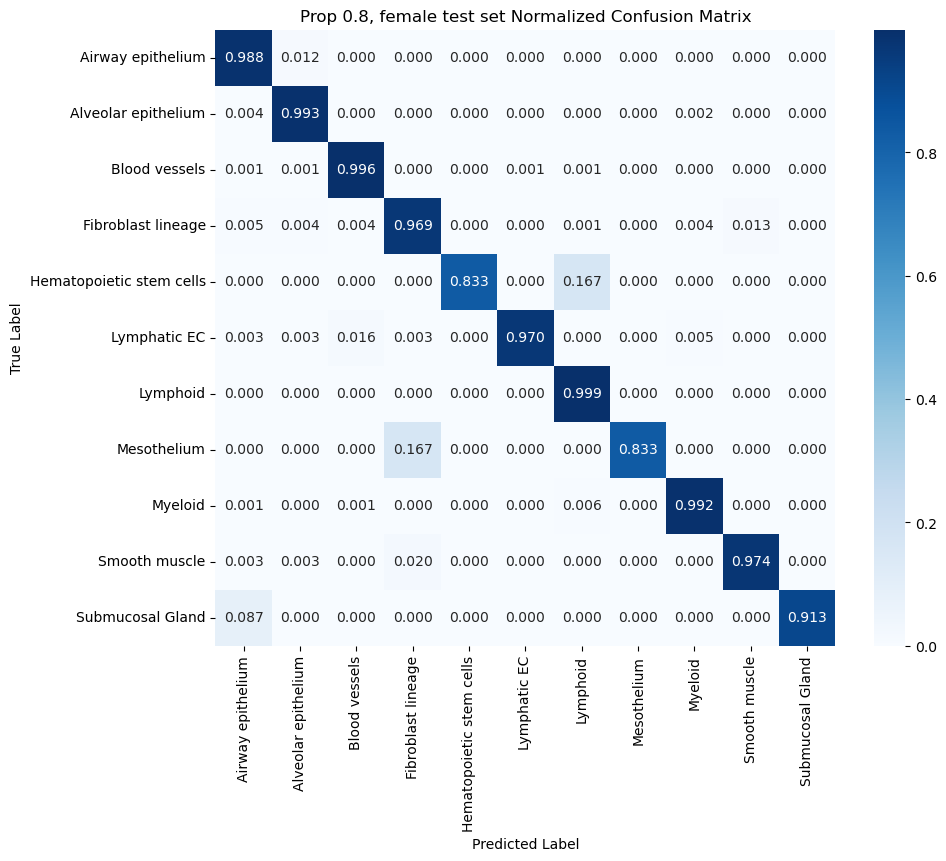 Prop 0.8, female test set Normalized Confusion Matrix
True Label
Airway epithelium 0.988 0.012 0.000 0.000 0.000 0.000 0.000 0.000 0.000 0.000 0.000
Alveolar epithelium 0.004 0.993 0.000 0.000 0.000 0.000 0.000 0.000 0.002 0.000 0.000
Blood vessels 0.001 0.001 0.996 0.000 0.000 0.001 0.001 0.000 0.000 0.000 0.000
Fibroblast lineage 0.005 0.004 0.004 0.969 0.000 0.000 0.001 0.000 0.004 0.013 0.000
Hematopoietic stem cells 0.000 0.000 0.000 0.000 0.833 0.000 0.167 0.000 0.000 0.000 0.000
Lymphatic EC 0.003 0.003 0.016 0.003 0.000 0.970 0.000 0.000 0.005 0.000 0.000
Lymphoid 0.000 0.000 0.000 0.000 0.000 0.000 0.999 0.000 0.000 0.000 0.000
Mesothelium 0.000 0.000 0.000 0.167 0.000 0.000 0.000 0.833 0.000 0.000 0.000
Myeloid 0.001 0.000 0.001 0.000 0.000 0.000 0.006 0.000 0.992 0.000 0.000
Smooth muscle 0.003 0.003 0.000 0.020 0.000 0.000 0.000 0.000 0.000 0.974 0.000
Submucosal Gland 0.087 0.000 0.000 0.000 0.000 0.000 0.000 0.000 0.000 0.000 0.913
Airway epithelium
Alveolar epithelium
Blood vessels
Fibroblast lineage
Hematopoietic stem cells
Lymphatic EC
Lymphoid
Mesothelium
Myeloid
Smooth muscle
Submucosal Gland
Predicted Label
0.8
0.6
0.4
0.2
0.0